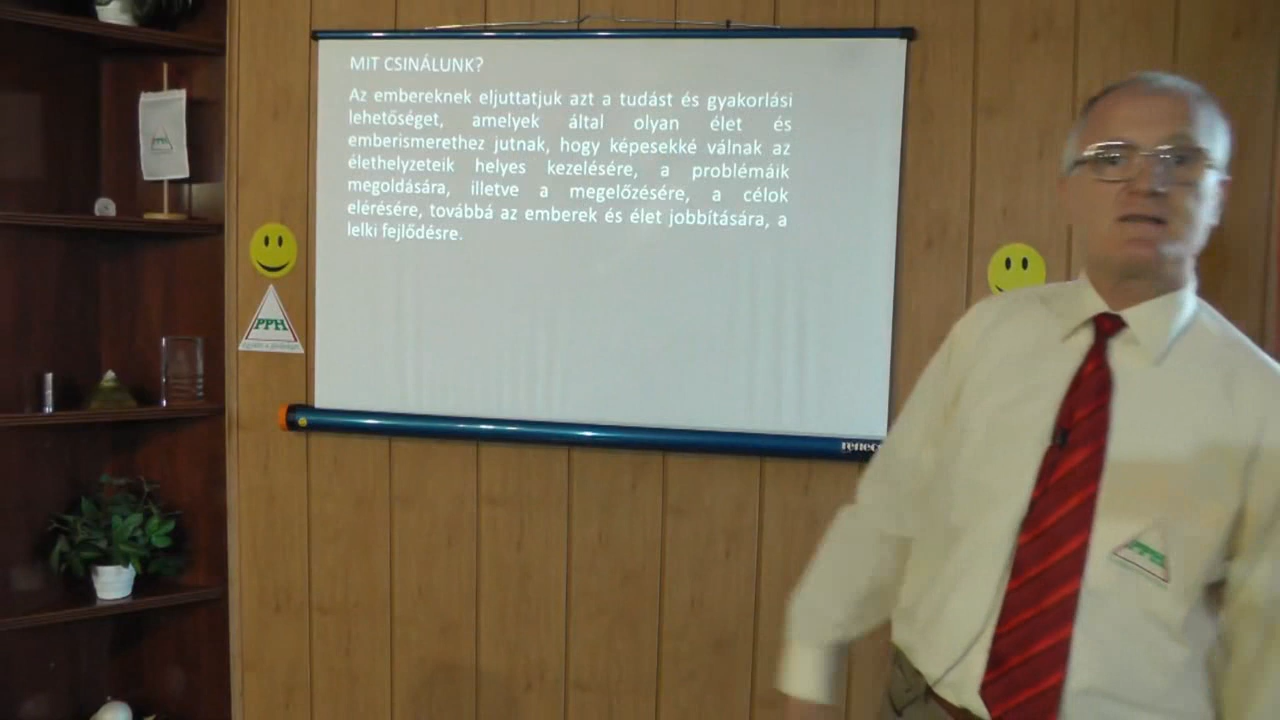 MIT CSINÁLUNK?
Az embereknek eljuttatjuk azt a tudást és gyakorlási
lehetőséget, amelyek által olyan élet és
emberismerethez jutnak, hogy képesekké válnak az
élethelyzeteik helyes kezelésére, a problémáik
megoldására, illetve a megelőzésére, a célok
elérésére, továbbá az emberek és élet jobbítására, a
lelki fejlődésre.
PPH
PPH
PPH